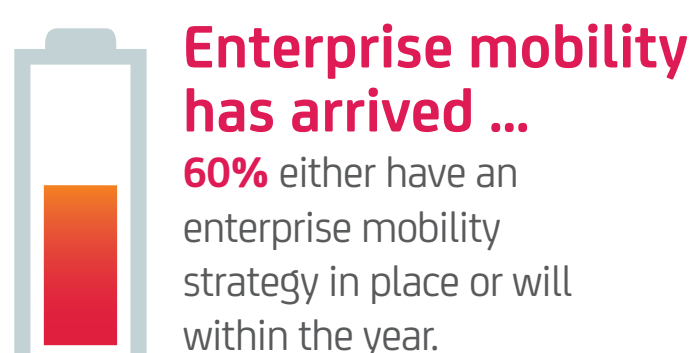 Enterprise mobility
has arrived ...
60% either have an
enterprise mobility
strategy in place or will
within the year.